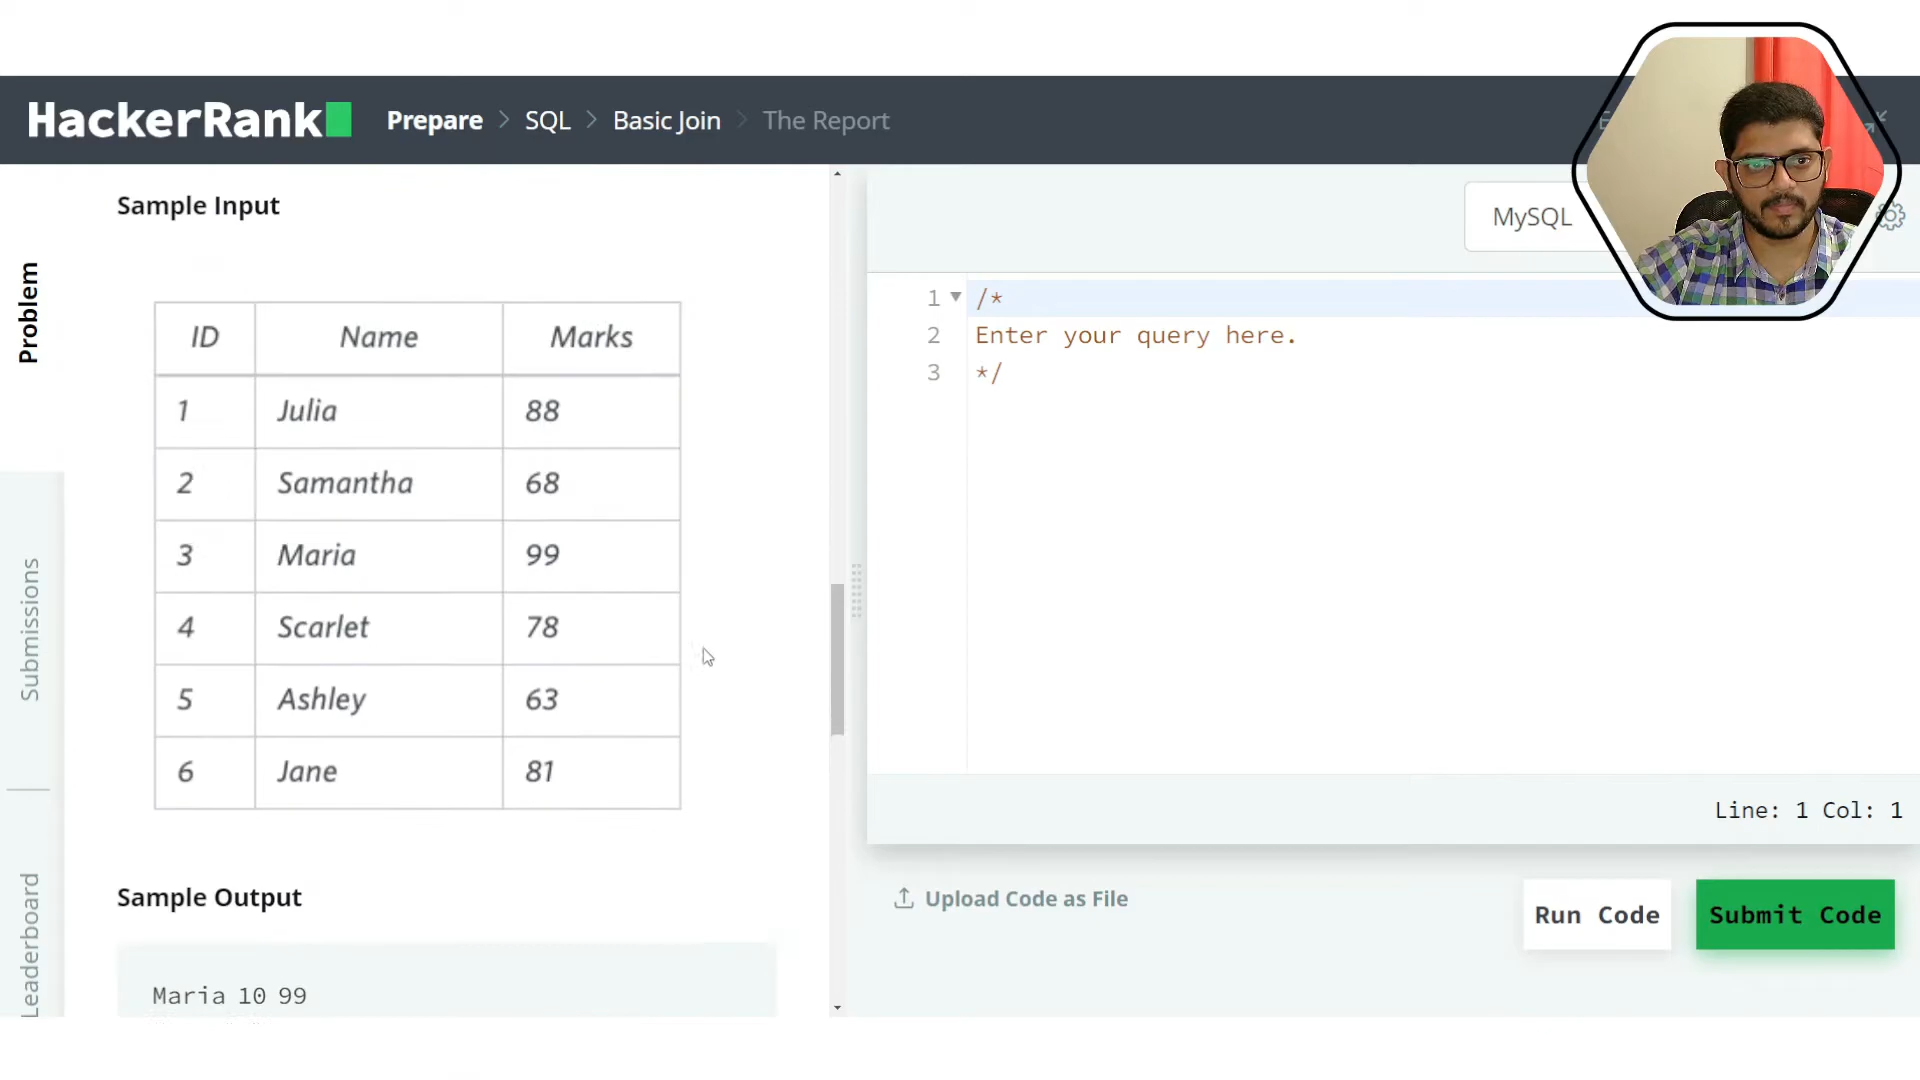 HackerRank Prepare > SQL > Basic Join > The Report
Problem
Submissions
Leaderboard
Sample Input
ID Name Marks
1 Julia 88
2 Samantha 68
3 Maria 99
4 Scarlet 78
5 Ashley 63
6 Jane 81
Sample Output
Maria 10 99
MySQL
1 /*
2 Enter your query here.
3 */
Line: 1 Col: 1
Upload Code as File
Run Code
Submit Code